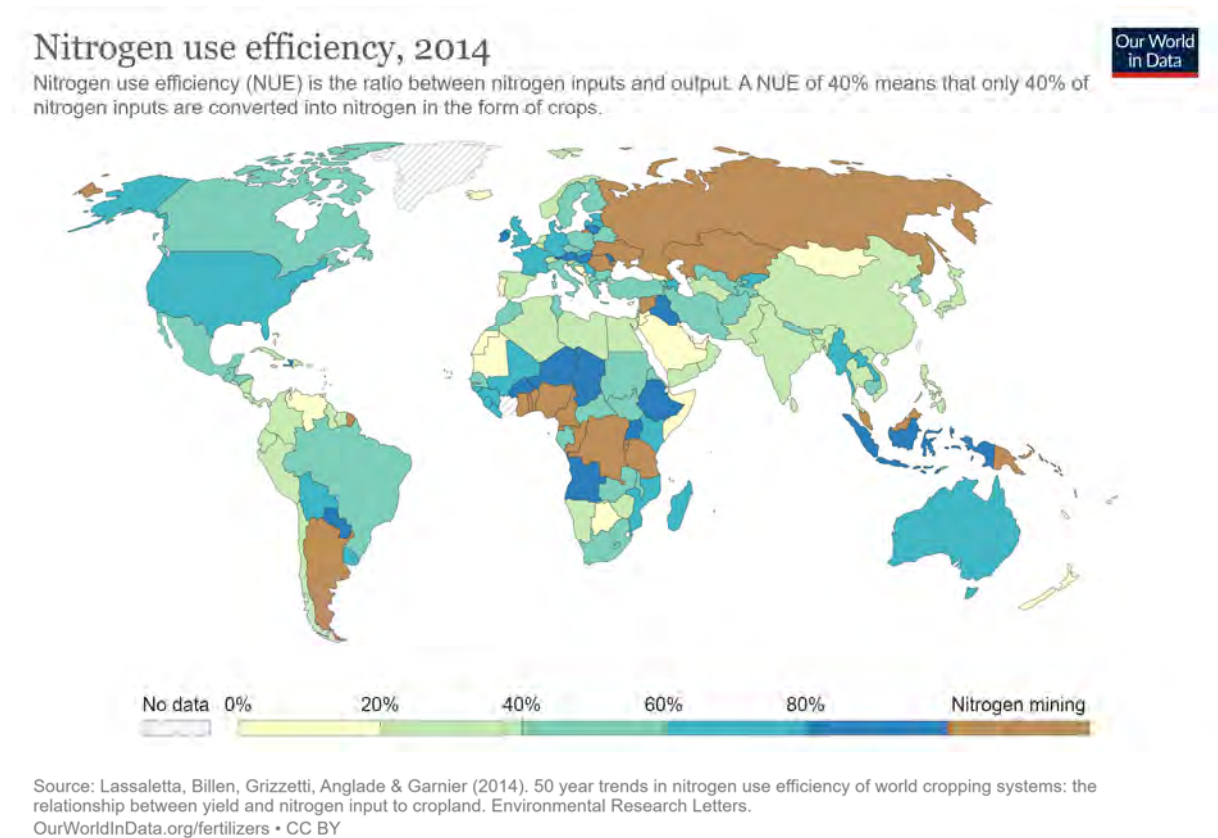 Nitrogen use efficiency, 2014
Our World
in Data
Nitrogen use efficiency (NUE) is the ratio between nitrogen inputs and output. A NUE of 40% means that only 40% of
nitrogen inputs are converted into nitrogen in the form of crops.
No data 0% 20% 40% 60% 80% Nitrogen mining
Source: Lassaletta, Billen, Grizzetti, Anglade & Garnier (2014). 50 year trends in nitrogen use efficiency of world cropping systems: the
relationship between yield and nitrogen input to cropland. Environmental Research Letters.
OurWorldInData.org/fertilizers • CC BY